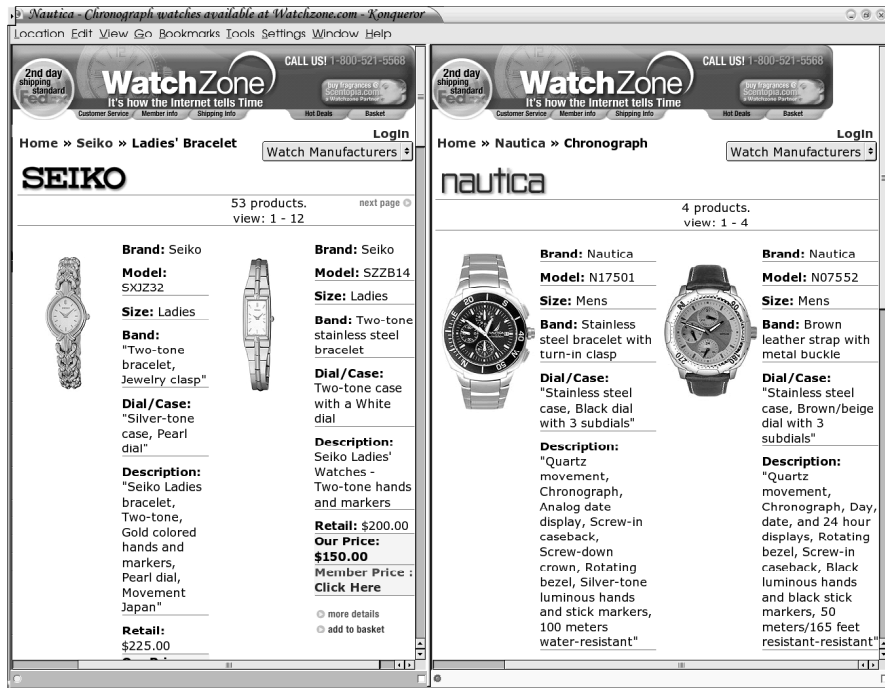 Nautica - Chronograph watches available at Watchzone.com - Konqueror
Location Edit View Go Bookmarks Tools Settings Window Help
2nd day
shipping
standard
FedEx
CALL US! 1-800-521-5568
WatchZone
It's how the Internet tells Time
buy fragrances @
Scentopia.com
a Watchzone Partner
Customer Service Member info Shipping Info Hot Deals Basket
Login
Home » Seiko » Ladies' Bracelet
Watch Manufacturers
SEIKO
53 products.
view: 1 - 12
next page
Brand: Seiko
Model:
SXJZ32
Size: Ladies
Band:
"Two-tone
bracelet,
Jewelry clasp"
Dial/Case:
"Silver-tone
case, Pearl
dial"
Description:
"Seiko Ladies
bracelet,
Two-tone,
Gold colored
hands and
markers,
Pearl dial,
Movement
Japan"
Retail:
$225.00
Brand: Seiko
Model: SZZB14
Size: Ladies
Band: Two-tone
stainless steel
bracelet
Dial/Case:
Two-tone case
with a White
dial
Description:
Seiko Ladies'
Watches -
Two-tone hands
and markers
Retail: $200.00
Our Price:
$150.00
Member Price :
Click Here
more details
add to basket
2nd day
shipping
standard
FedEx
CALL US! 1-800-521-5568
WatchZone
It's how the Internet tells Time
buy fragrances @
Scentopia.com
a Watchzone Partner
Customer Service Member info Shipping Info Hot Deals Basket
Login
Home » Nautica » Chronograph
Watch Manufacturers
nautica
4 products.
view: 1 - 4
Brand: Nautica
Model: N17501
Size: Mens
Band: Stainless
steel bracelet with
turn-in clasp
Dial/Case:
"Stainless steel
case, Black dial
with 3 subdials"
Description:
"Quartz
movement,
Chronograph,
Analog date
display, Screw-in
caseback,
Screw-down
crown, Rotating
bezel, Silver-tone
luminous hands
and stick markers,
100 meters
water-resistant"
Brand: Nautica
Model: N07552
Size: Mens
Band: Brown
leather strap with
metal buckle
Dial/Case:
"Stainless steel
case, Brown/beige
dial with 3
subdials"
Description:
"Quartz
movement,
Chronograph, Day,
date, and 24 hour
displays, Rotating
bezel, Screw-in
caseback, Black
luminous hands
and black stick
markers, 50
meters/165 feet
resistant-resistant"